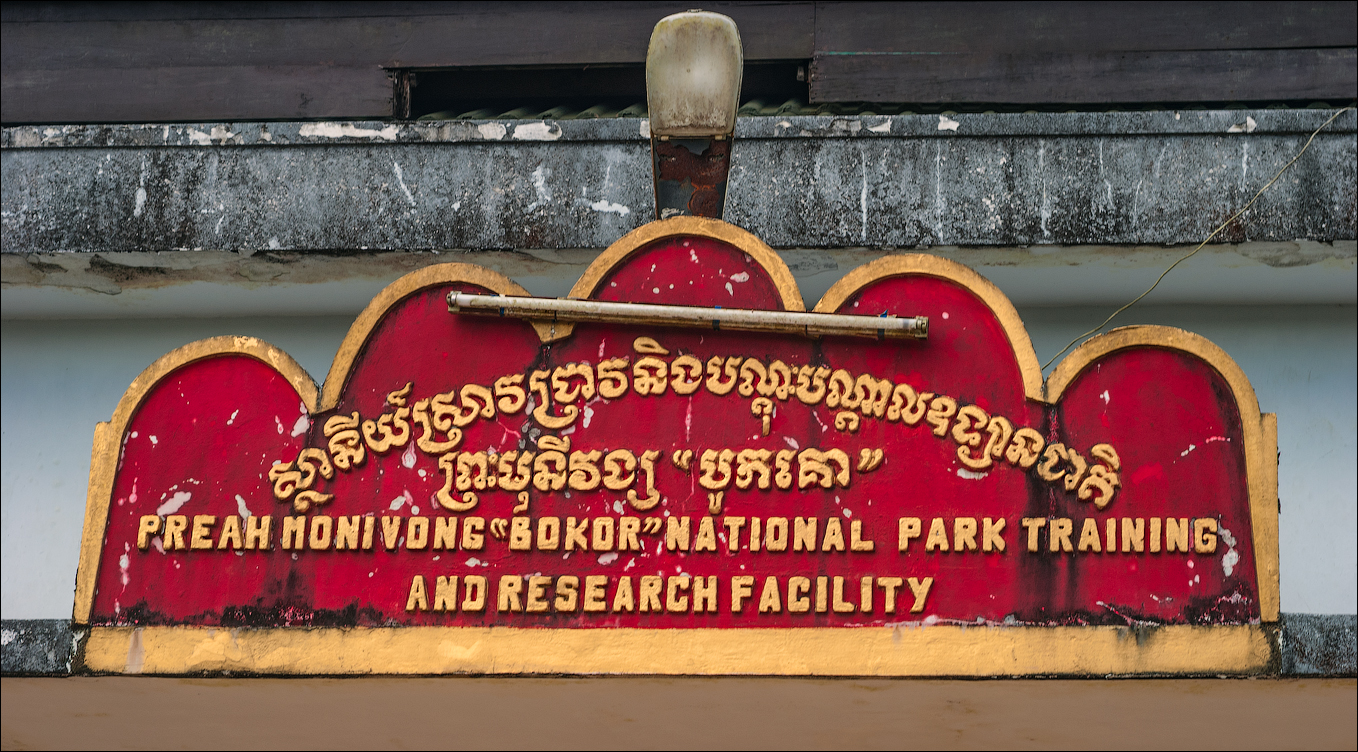 ស្ថានីយ៍ស្រាវជ្រាវនិងបណ្ដុះបណ្ដាលឧទ្យានជាតិ
ព្រះមុនីវង្ស “បូកគោ”
PREAH MONIVONG “BOKOR” NATIONAL PARK TRAINING
AND RESEARCH FACILITY